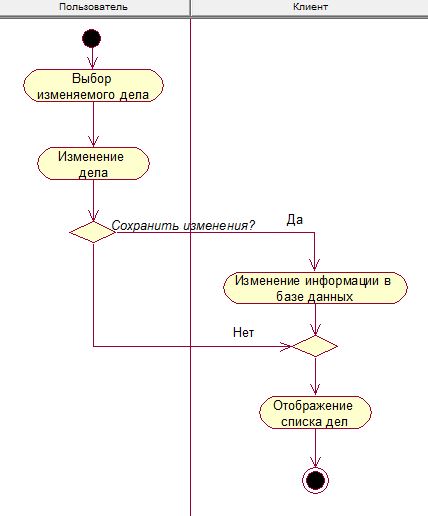 Пользователь
Клиент
Выбор
изменяемого дела
Изменение
дела
Сохранить изменения?
Да
Изменение информации в
базе данных
Нет
Отображение
списка дел